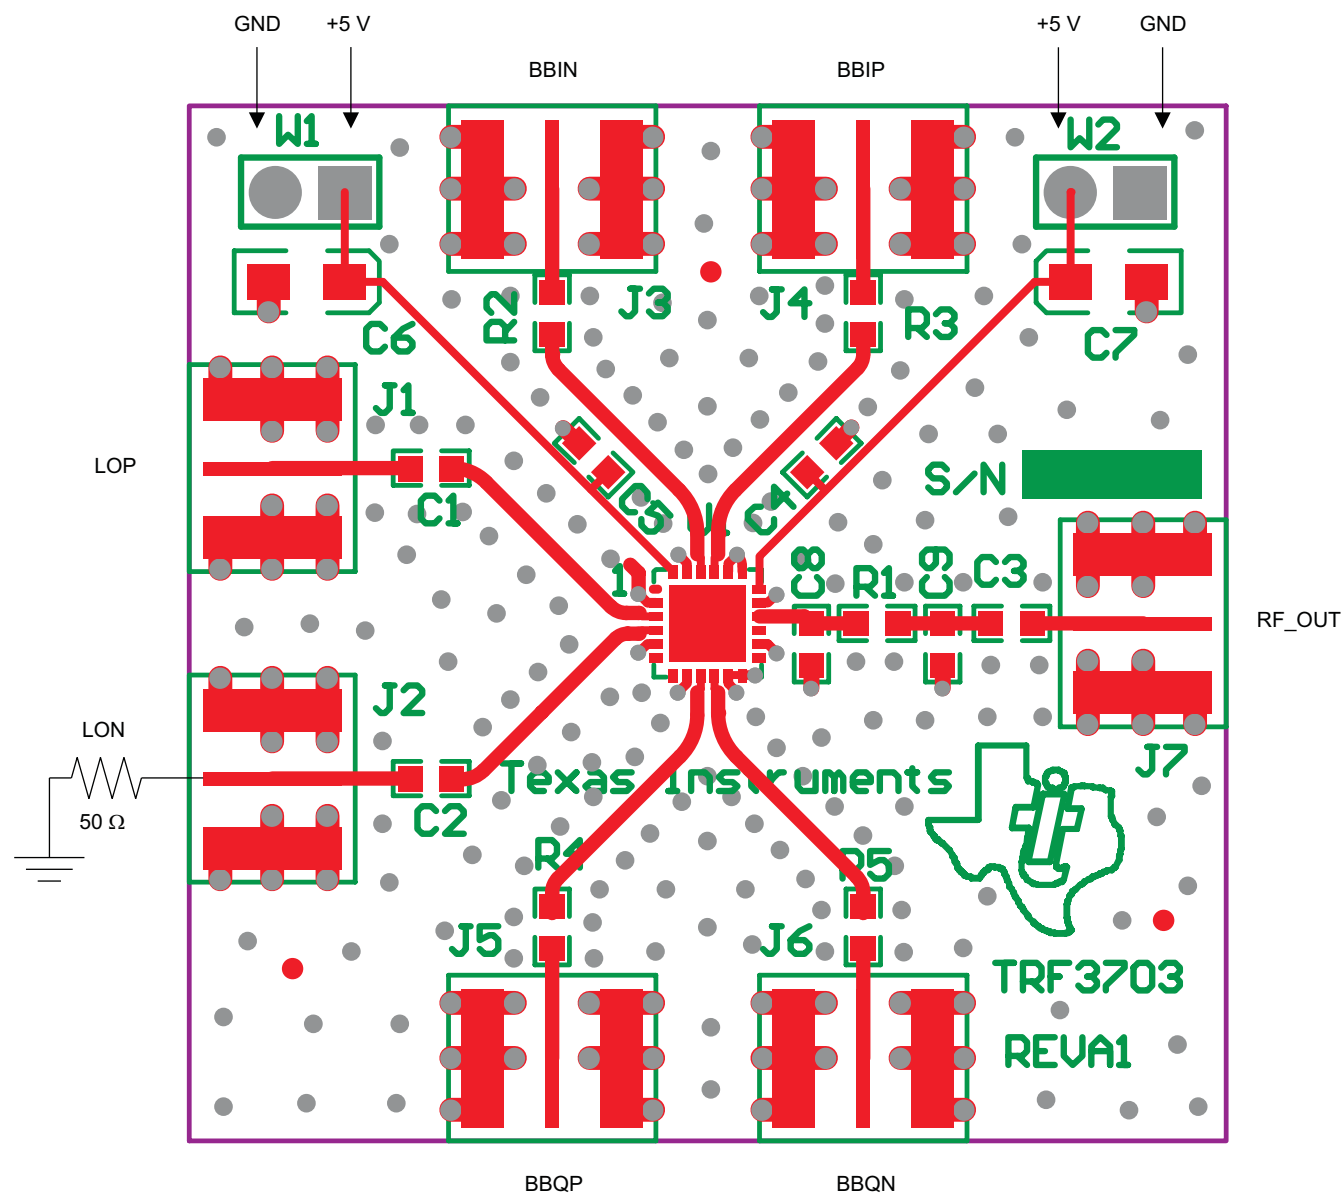 GND +5 V +5 V GND
BBIN BBIP
W1 W2
R2 J3 J4 R3
C6 C7
J1
LOP
S/N
C1 C5 C4
1 C8 R1 C9 C3
RF_OUT
J2
LON
J7
Texas Instruments
50 Ω
C2
R4 R5
J5 J6
TRF3703
REVA1
BBQP BBQN